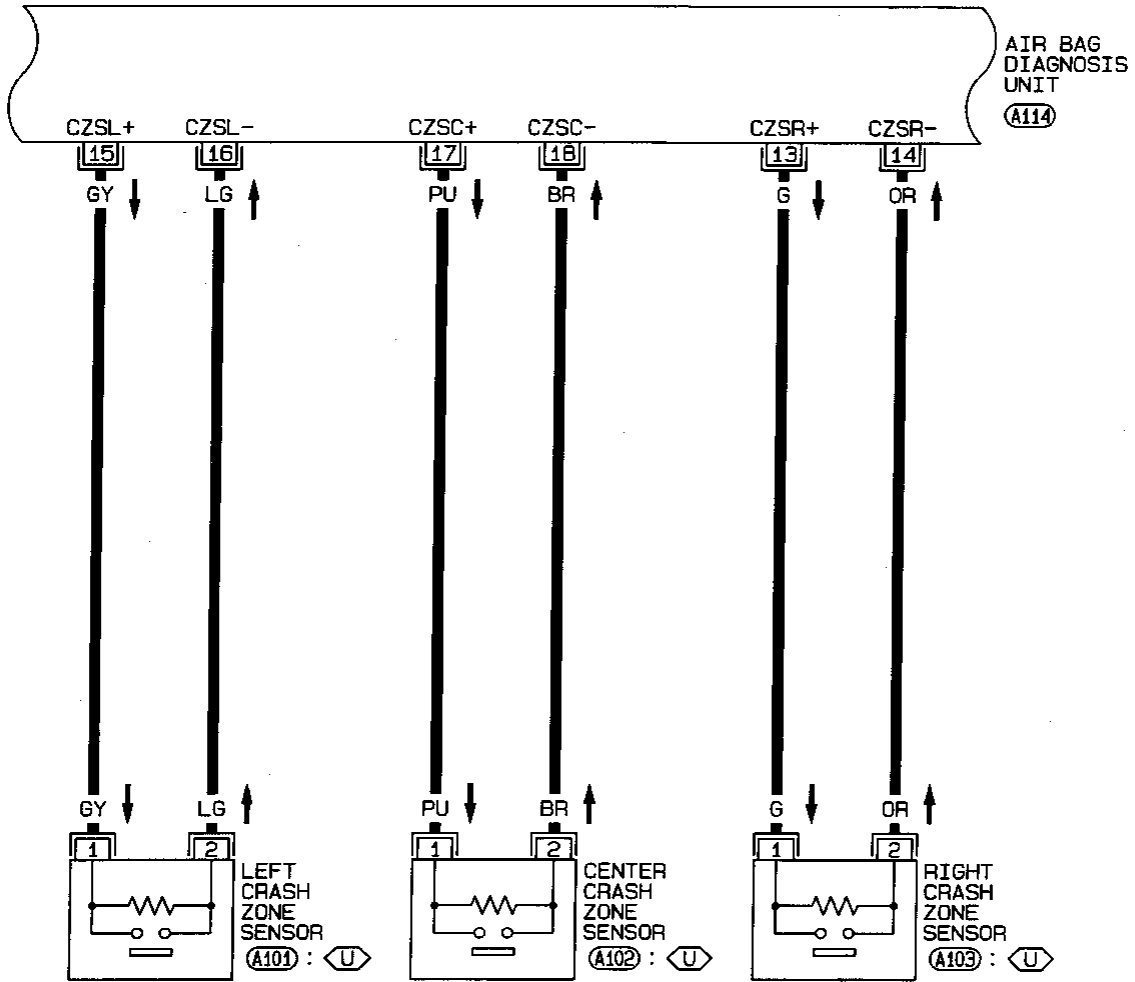 AIR BAG
DIAGNOSIS
UNIT
A114
CZSL+ CZSL- CZSC+ CZSC- CZSR+ CZSR-
15 16 17 18 13 14
GY LG PU BR G OR
GY LG PU BR G OR
1 2 1 2 1 2
LEFT
CRASH
ZONE
SENSOR
A101 : U
CENTER
CRASH
ZONE
SENSOR
A102 : U
RIGHT
CRASH
ZONE
SENSOR
A103 : U